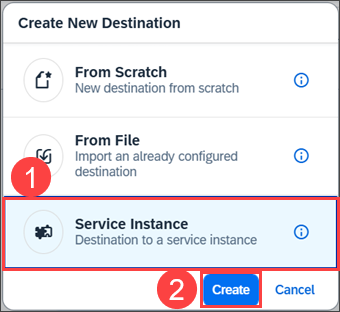 Create New Destination
From Scratch
New destination from scratch
From File
Import an already configured
destination
1
Service Instance
Destination to a service instance
2
Create
Cancel